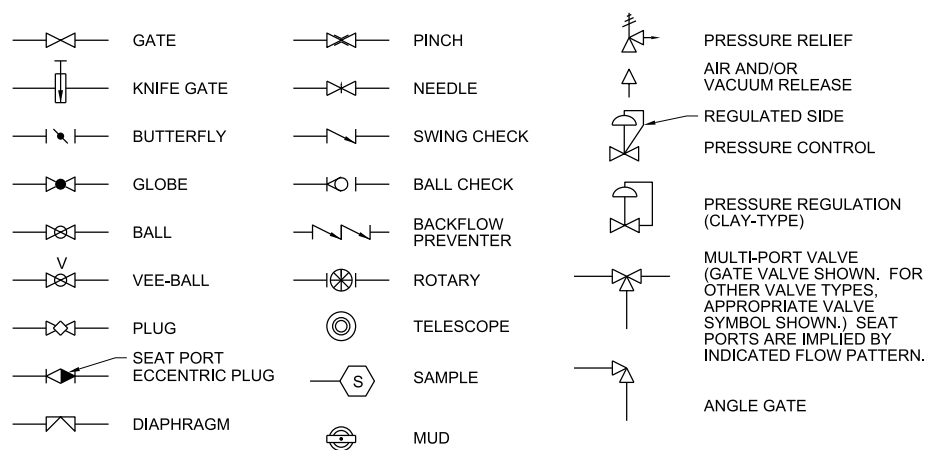 GATE
KNIFE GATE
BUTTERFLY
GLOBE
BALL
V
VEE-BALL
PLUG
SEAT PORT
ECCENTRIC PLUG
DIAPHRAGM
PINCH
NEEDLE
SWING CHECK
BALL CHECK
BACKFLOW
PREVENTER
ROTARY
TELESCOPE
S
SAMPLE
MUD
PRESSURE RELIEF
AIR AND/OR
VACUUM RELEASE
REGULATED SIDE
PRESSURE CONTROL
PRESSURE REGULATION
(CLAY-TYPE)
MULTI-PORT VALVE
(GATE VALVE SHOWN. FOR
OTHER VALVE TYPES,
APPROPRIATE VALVE
SYMBOL SHOWN.) SEAT
PORTS ARE IMPLIED BY
INDICATED FLOW PATTERN.
ANGLE GATE